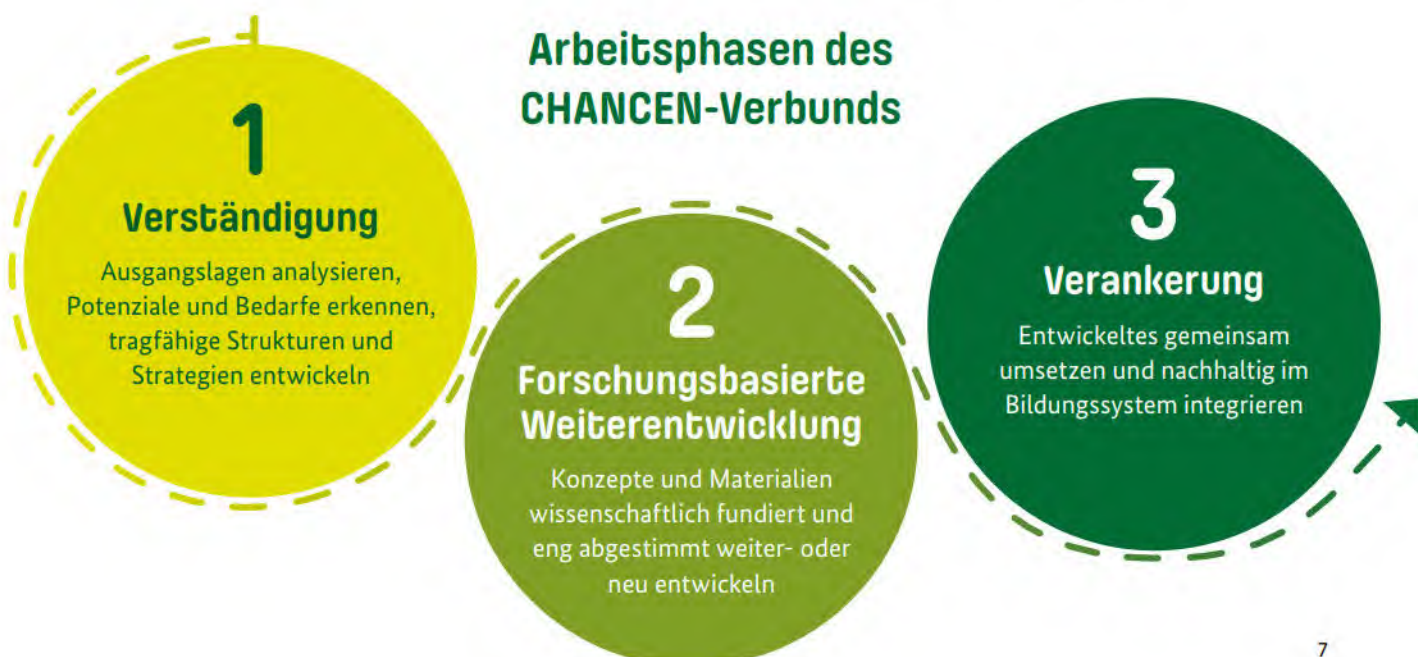 Arbeitsphasen des
CHANCEN-Verbunds
1
Verständigung
Ausgangslagen analysieren,
Potenziale und Bedarfe erkennen,
tragfähige Strukturen und
Strategien entwickeln
2
Forschungsbasierte
Weiterentwicklung
Konzepte und Materialien
wissenschaftlich fundiert und
eng abgestimmt weiter- oder
neu entwickeln
3
Verankerung
Entwickeltes gemeinsam
umsetzen und nachhaltig im
Bildungssystem integrieren
7